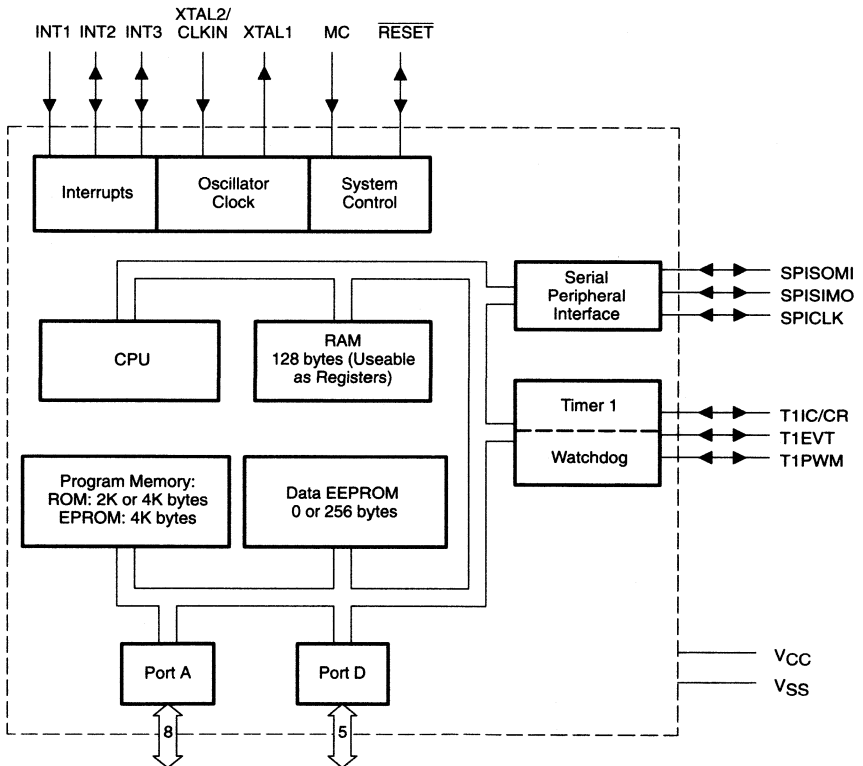 XTAL2/
INT1 INT2 INT3 CLKIN XTAL1 MC RESET
Interrupts
Oscillator
Clock
System
Control
Serial
Peripheral
Interface
SPISOMI
SPISIMO
SPICLK
CPU
RAM
128 bytes (Useable
as Registers)
Timer 1
Watchdog
T1IC/CR
T1EVT
T1PWM
Program Memory:
ROM: 2K or 4K bytes
EPROM: 4K bytes
Data EEPROM
0 or 256 bytes
Port A
Port D
VCC
VSS
8
5